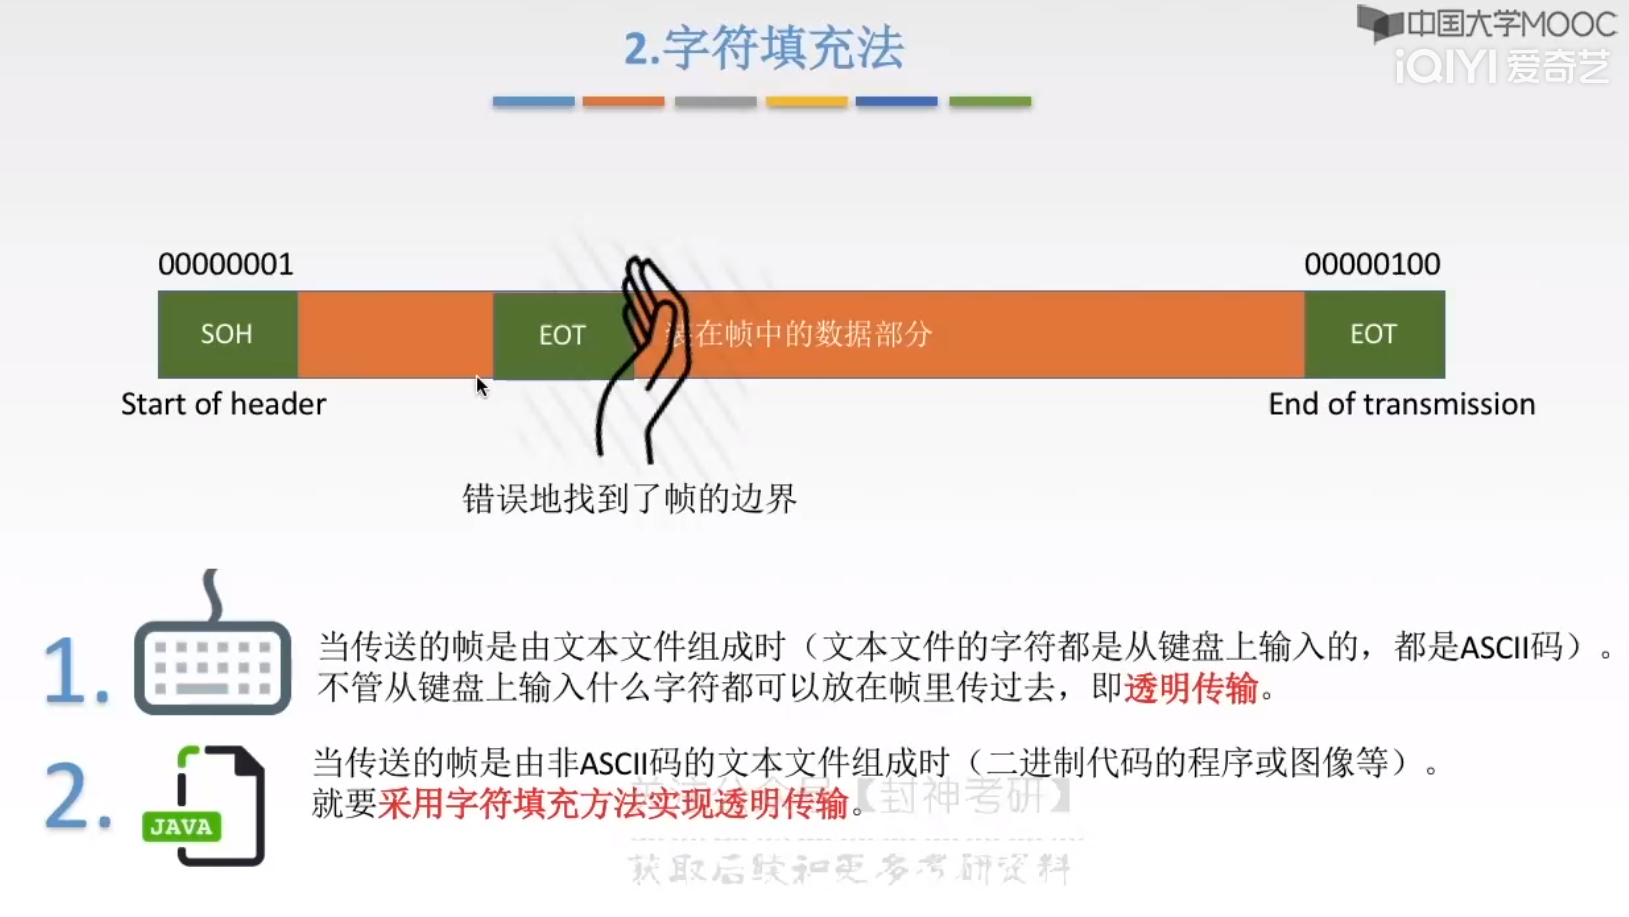 中国大学MOOC
iQIYI 爱奇艺
2.字符填充法
00000001
00000100
SOH
EOT
装在帧中的数据部分
EOT
Start of header
End of transmission
错误地找到了帧的边界
1.
当传送的帧是由文本文件组成时（文本文件的字符都是从键盘上输入的，都是ASCII码）。
不管从键盘上输入什么字符都可以放在帧里传过去，即透明传输。
2.
JAVA
当传送的帧是由非ASCII码的文本文件组成时（二进制代码的程序或图像等）。
就要采用字符填充方法实现透明传输。
【封神考研】
获取后续和更多考研资料